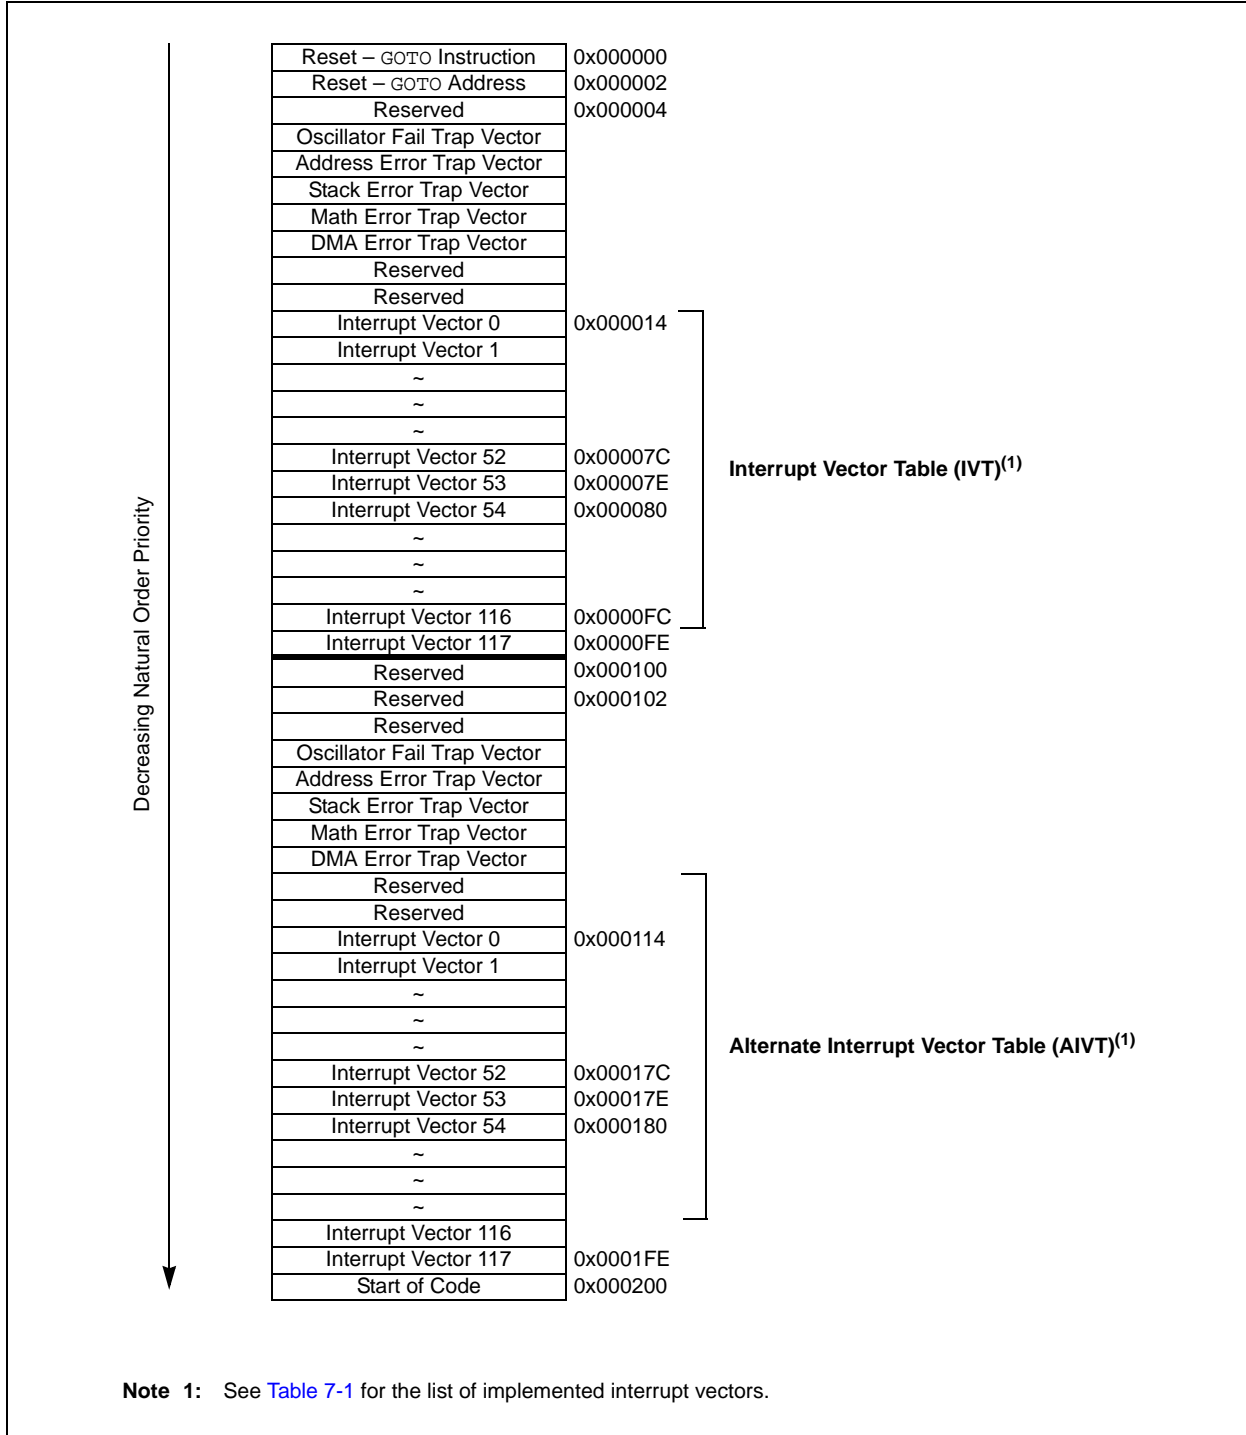 Reset – GOTO Instruction 0x000000
Reset – GOTO Address 0x000002
Reserved 0x000004
Oscillator Fail Trap Vector
Address Error Trap Vector
Stack Error Trap Vector
Math Error Trap Vector
DMA Error Trap Vector
Reserved
Reserved
Interrupt Vector 0 0x000014
Interrupt Vector 1
~
~
~
Interrupt Vector 52 0x00007C
Interrupt Vector Table (IVT)(1)
Interrupt Vector 53 0x00007E
Interrupt Vector 54 0x000080
~
~
~
Interrupt Vector 116 0x0000FC
Interrupt Vector 117 0x0000FE
Decreasing Natural Order Priority
Reserved 0x000100
Reserved 0x000102
Reserved
Oscillator Fail Trap Vector
Address Error Trap Vector
Stack Error Trap Vector
Math Error Trap Vector
DMA Error Trap Vector
Reserved
Reserved
Interrupt Vector 0 0x000114
Interrupt Vector 1
~
~
~
Alternate Interrupt Vector Table (AIVT)(1)
Interrupt Vector 52 0x00017C
Interrupt Vector 53 0x00017E
Interrupt Vector 54 0x000180
~
~
~
Interrupt Vector 116
Interrupt Vector 117 0x0001FE
Start of Code 0x000200
Note 1: See Table 7-1 for the list of implemented interrupt vectors.